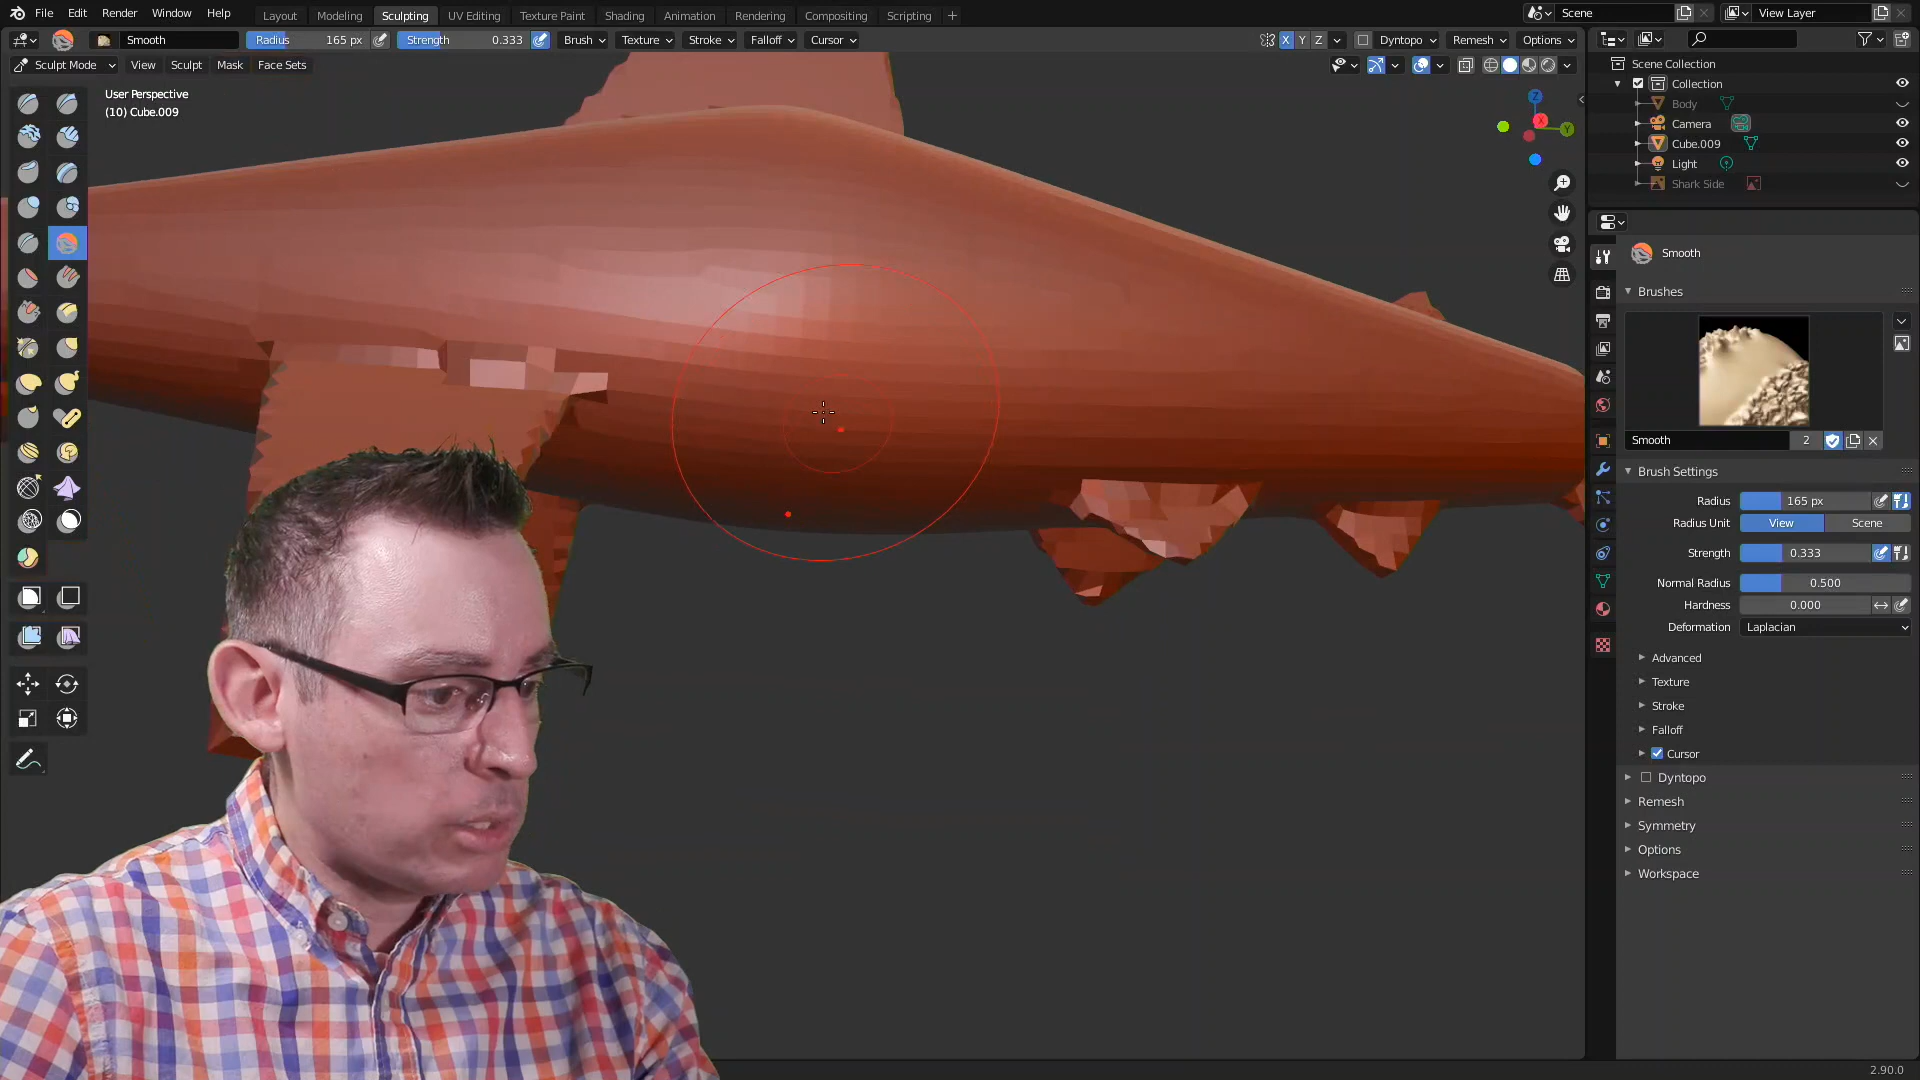 File Edit Render Window Help Layout Modeling Sculpting UV Editing Texture Paint Shading Animation Rendering Compositing Scripting + Scene View Layer
Smooth Radius 165 px Strength 0.333 Brush Texture Stroke Falloff Cursor X Y Z Dyntopo Remesh Options
Sculpt Mode View Sculpt Mask Face Sets
User Perspective
(10) Cube.009
Z
X
Y
Scene Collection
Collection
Body
Camera
Cube.009
Light
Shark Side
Smooth
Brushes
Smooth 2
Brush Settings
Radius 165 px
Radius Unit View Scene
Strength 0.333
Normal Radius 0.500
Hardness 0.000
Deformation Laplacian
Advanced
Texture
Stroke
Falloff
Cursor
Dyntopo
Remesh
Symmetry
Options
Workspace
2.90.0